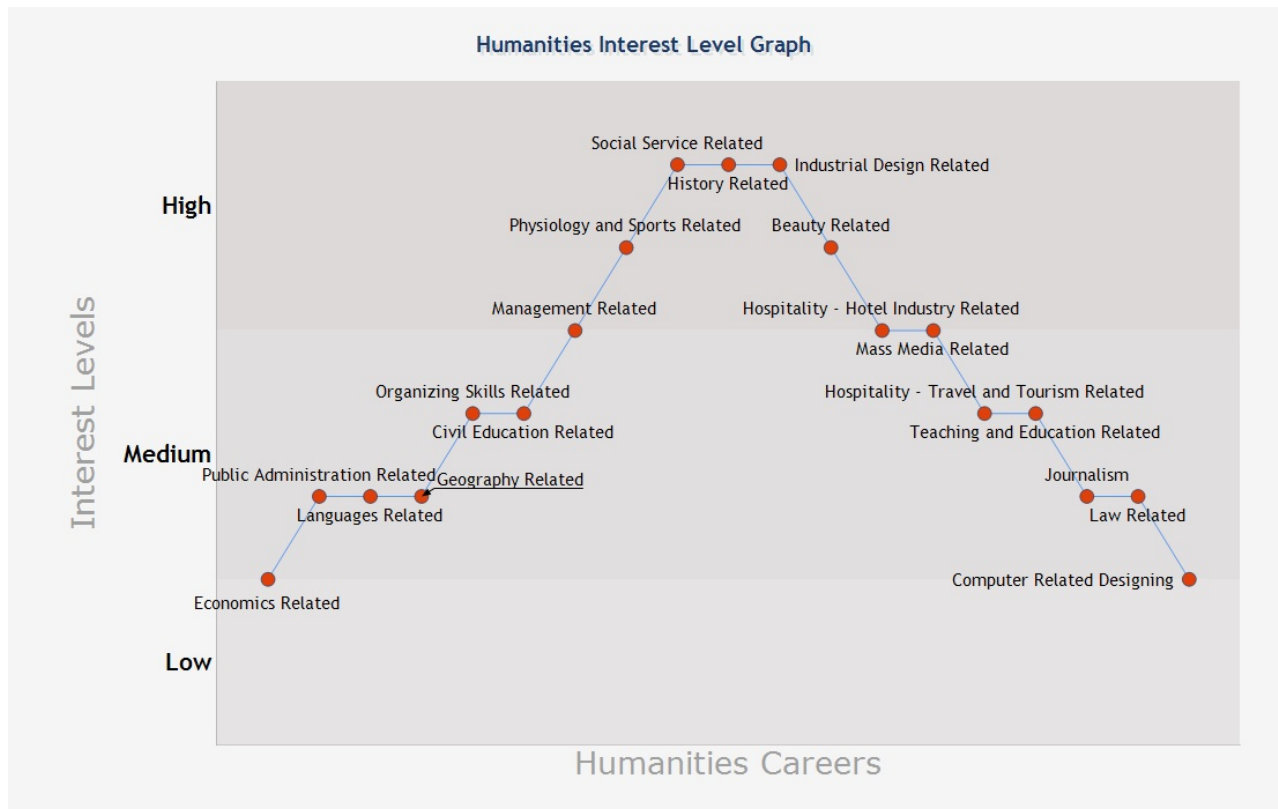 Humanities Interest Level Graph
Social Service Related
Industrial Design Related
History Related
High
Physiology and Sports Related
Beauty Related
Management Related
Hospitality - Hotel Industry Related
Mass Media Related
Organizing Skills Related
Hospitality - Travel and Tourism Related
Civil Education Related
Teaching and Education Related
Interest Levels
Medium
Public Administration Related
Geography Related
Journalism
Languages Related
Law Related
Computer Related Designing
Economics Related
Low
Humanities Careers